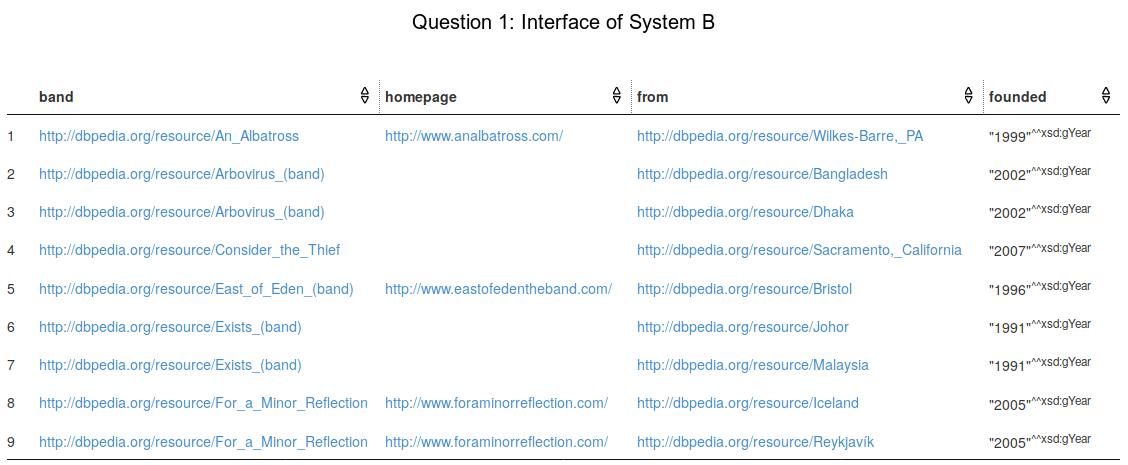 Question 1: Interface of System B
band homepage from founded
1 http://dbpedia.org/resource/An_Albatross http://www.analbatross.com/ http://dbpedia.org/resource/Wilkes-Barre,_PA "1999"^^xsd:gYear
2 http://dbpedia.org/resource/Arbovirus_(band) http://dbpedia.org/resource/Bangladesh "2002"^^xsd:gYear
3 http://dbpedia.org/resource/Arbovirus_(band) http://dbpedia.org/resource/Dhaka "2002"^^xsd:gYear
4 http://dbpedia.org/resource/Consider_the_Thief http://dbpedia.org/resource/Sacramento,_California "2007"^^xsd:gYear
5 http://dbpedia.org/resource/East_of_Eden_(band) http://www.eastofedentheband.com/ http://dbpedia.org/resource/Bristol "1996"^^xsd:gYear
6 http://dbpedia.org/resource/Exists_(band) http://dbpedia.org/resource/Johor "1991"^^xsd:gYear
7 http://dbpedia.org/resource/Exists_(band) http://dbpedia.org/resource/Malaysia "1991"^^xsd:gYear
8 http://dbpedia.org/resource/For_a_Minor_Reflection http://www.foraminorreflection.com/ http://dbpedia.org/resource/Iceland "2005"^^xsd:gYear
9 http://dbpedia.org/resource/For_a_Minor_Reflection http://www.foraminorreflection.com/ http://dbpedia.org/resource/Reykjavík "2005"^^xsd:gYear